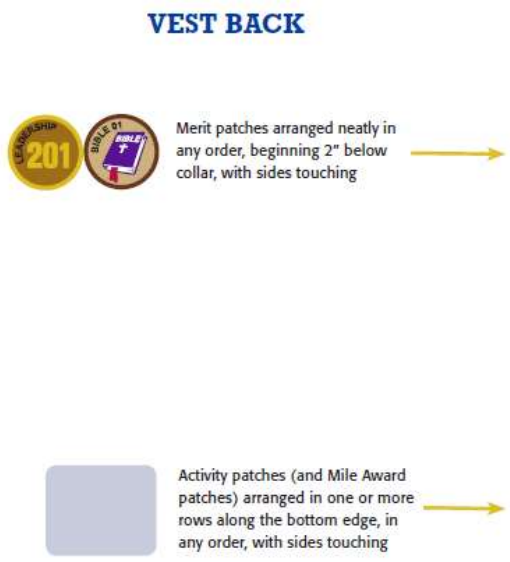 VEST BACK
LEADERSHIP
201
BIBLE 01
BIBLE
Merit patches arranged neatly in
any order, beginning 2" below
collar, with sides touching
Activity patches (and Mile Award
patches) arranged in one or more
rows along the bottom edge, in
any order, with sides touching